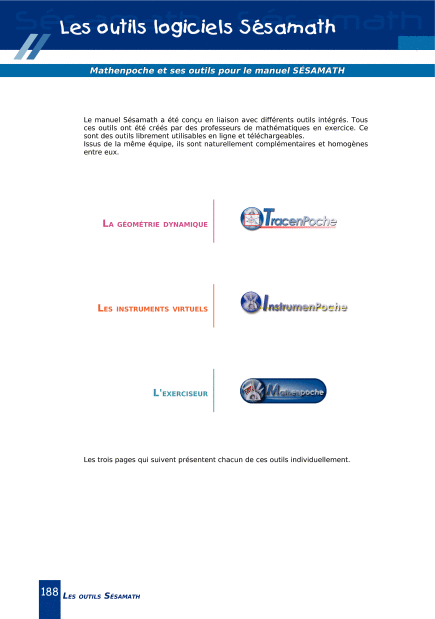 Les outils logiciels Sésamath
Mathenpoche et ses outils pour le manuel SÉSAMATH
Le manuel Sésamath a été conçu en liaison avec différents outils intégrés. Tous
ces outils ont été créés par des professeurs de mathématiques en exercice. Ce
sont des outils librement utilisables en ligne et téléchargeables.
Issus de la même équipe, ils sont naturellement complémentaires et homogènes
entre eux.
LA GÉOMÉTRIE DYNAMIQUE
TracenPoche
LES INSTRUMENTS VIRTUELS
InstrumenPoche
L'EXERCISEUR
Mathenpoche
Les trois pages qui suivent présentent chacun de ces outils individuellement.
188 LES OUTILS SÉSAMATH